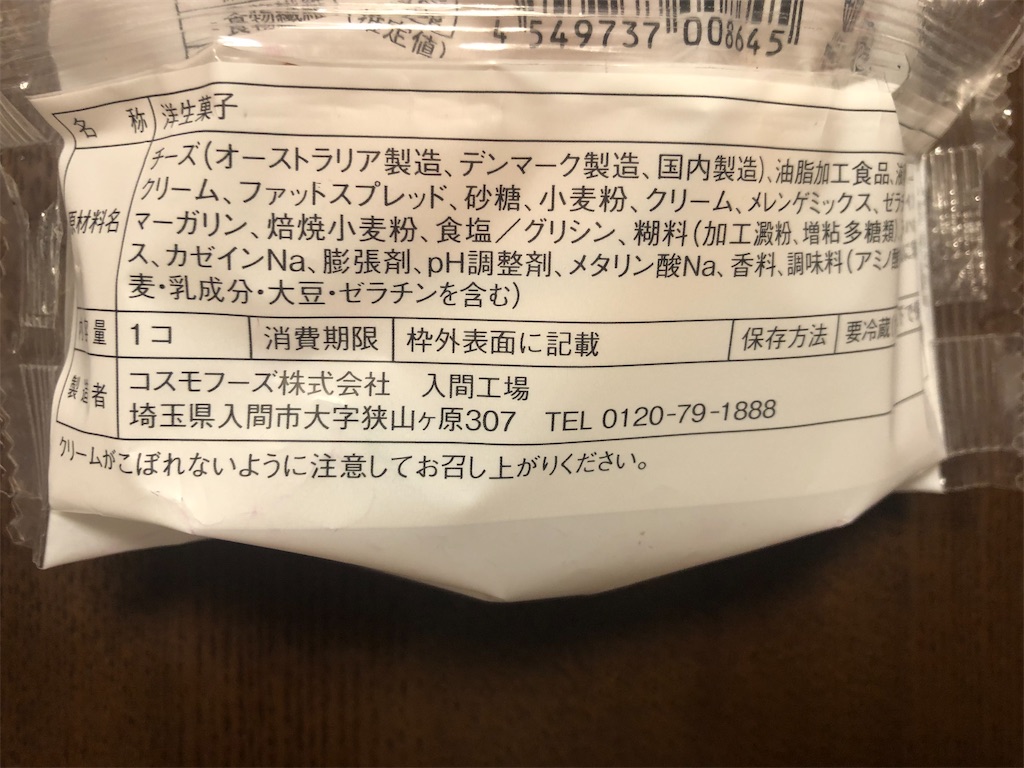 食物繊維
(推定値)
4 549737 008645
名 称 洋生菓子
原材料名 チーズ(オーストラリア製造、デンマーク製造、国内製造)、油脂加工食品、
クリーム、ファットスプレッド、砂糖、小麦粉、クリーム、メレンゲミックス、ゼラ
マーガリン、焙焼小麦粉、食塩/グリシン、糊料(加工澱粉、増粘多糖類)
ス、カゼインNa、膨張剤、pH調整剤、メタリン酸Na、香料、調味料(アミノ酸
麦・乳成分・大豆・ゼラチンを含む)
内容量 1コ 消費期限 枠外表面に記載 保存方法 要冷蔵
製造者 コスモフーズ株式会社 入間工場
埼玉県入間市大字狭山ヶ原307 TEL 0120-79-1888
クリームがこぼれないように注意してお召し上がりください。